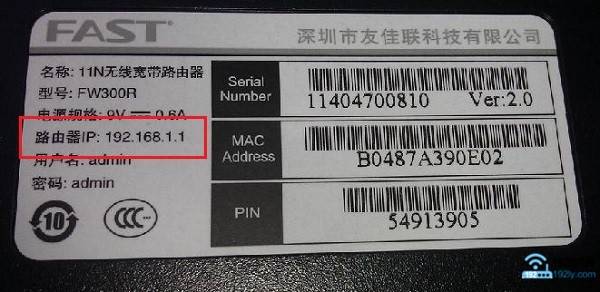 FAST®
深圳市友佳联科技有限公司
名称: 11N无线宽带路由器
型号: FW300R
电源规格: 9V 0.6A
路由器IP: 192.168.1.1
用户名: admin
密码: admin
10
CCC
Serial Number
11404700810 Ver:2.0
MAC Address
B0487A390E02
PIN
54913905
192ly.com